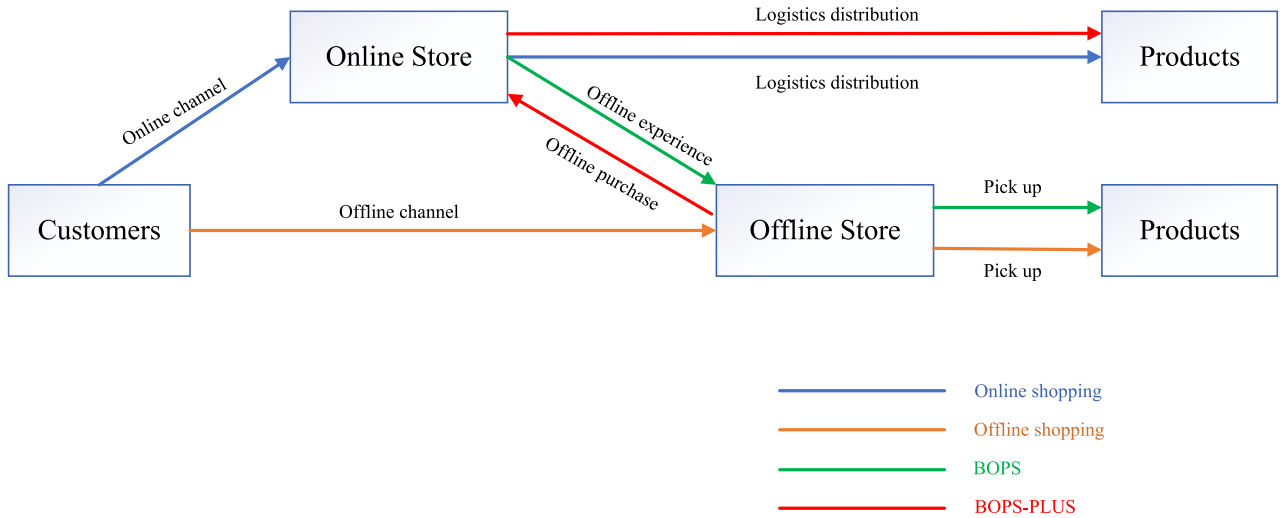 Logistics distribution
Online Store
Products
Logistics distribution
Online channel
Offline experience
Offline purchase
Pick up
Customers
Offline channel
Offline Store
Products
Pick up
Online shopping
Offline shopping
BOPS
BOPS-PLUS